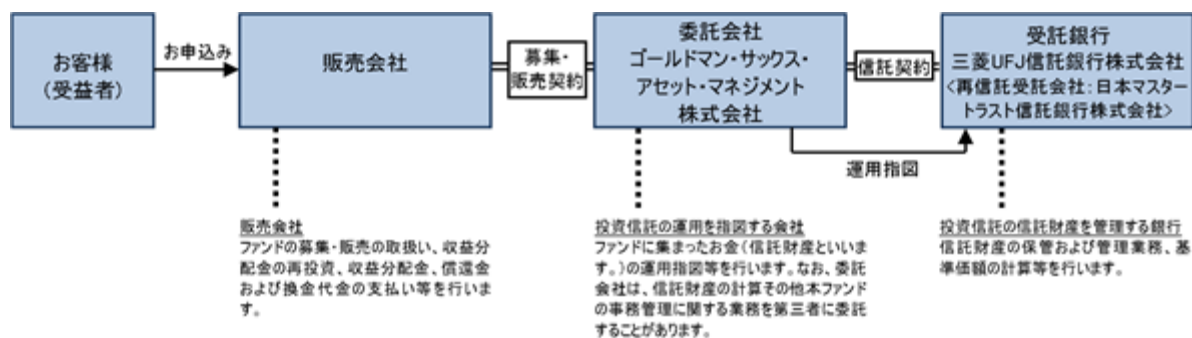 お客様
(受益者)
お申込み
販売会社
募集・
販売契約
委託会社
ゴールドマン・サックス・
アセット・マネジメント
株式会社
信託契約
受託銀行
三菱UFJ信託銀行株式会社
<再信託受託会社:日本マスター
トラスト信託銀行株式会社>
運用指図
販売会社
ファンドの募集・販売の取扱い、収益分
配金の再投資、収益分配金、償還金
および換金代金の支払い等を行いま
す。
投資信託の運用を指図する会社
ファンドに集まったお金(信託財産といいま
す。)の運用指図等を行います。なお、委託
会社は、信託財産の計算その他本ファンド
の事務管理に関する業務を第三者に委託
することがあります。
投資信託の信託財産を管理する銀行
信託財産の保管および管理業務、基
準価額の計算等を行います。